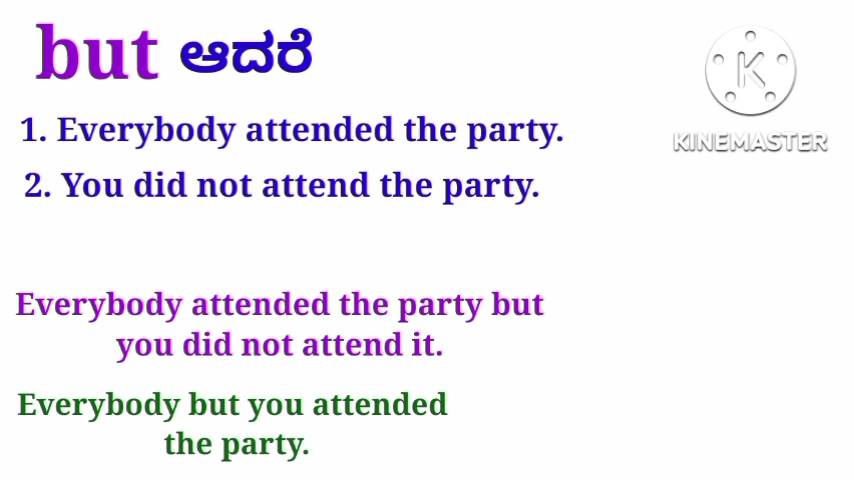 but ಆದರೆ
KINEMASTER
1. Everybody attended the party.
2. You did not attend the party.
Everybody attended the party but
you did not attend it.
Everybody but you attended
the party.